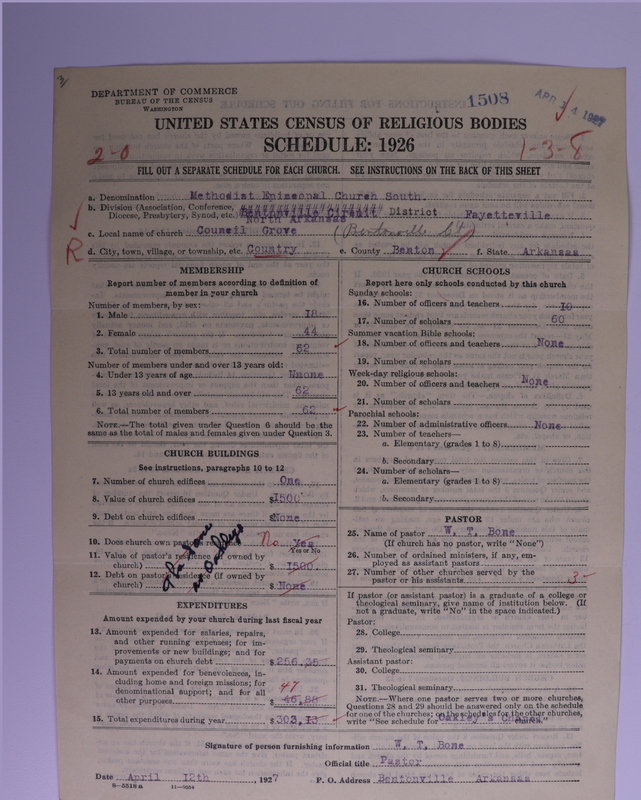 DEPARTMENT OF COMMERCE
BUREAU OF THE CENSUS
WASHINGTON
1508
APR 14 1927
UNITED STATES CENSUS OF RELIGIOUS BODIES
SCHEDULE: 1926
2-0
1-3-8
FILL OUT A SEPARATE SCHEDULE FOR EACH CHURCH. SEE INSTRUCTIONS ON THE BACK OF THIS SHEET
a. Denomination Methodist Episcopal Church South.
b. Division (Association, Conference, Diocese, Presbytery, Synod, etc.) Bentonville Circuit District Fayetteville
North Arkansas
c. Local name of church Council Grove (Bentonville Ct)
R
d. City, town, village, or township, etc. Country e. County Benton f. State Arkansas
MEMBERSHIP
Report number of members according to definition of
member in your church
Number of members, by sex:
1. Male 18
2. Female 44
3. Total number of members 62
Number of members under and over 13 years old:
4. Under 13 years of age None
5. 13 years old and over 62
6. Total number of members 62
NOTE.—The total given under Question 6 should be the
same as the total of males and females given under Question 3.
CHURCH BUILDINGS
See instructions, paragraphs 10 to 12
7. Number of church edifices One
8. Value of church edifices $1500
9. Debt on church edifices $None
10. Does church own pastor's residence No Yes
Yes or No
11. Value of pastor's residence (if owned by
church) $ 1500
12. Debt on pastor's residence (if owned by
church) $ None
EXPENDITURES
Amount expended by your church during last fiscal year
13. Amount expended for salaries, repairs,
and other running expenses; for im-
provements or new buildings; and for
payments on church debt $256.25
14. Amount expended for benevolences, in-
cluding home and foreign missions; for
denominational support; and for all
other purposes $ 46.88
47
15. Total expenditures during year $303.13
CHURCH SCHOOLS
Report here only schools conducted by this church
Sunday schools:
16. Number of officers and teachers 10
17. Number of scholars 60
Summer vacation Bible schools:
18. Number of officers and teachers None
19. Number of scholars
Week-day religious schools:
20. Number of officers and teachers None
21. Number of scholars
Parochial schools:
22. Number of administrative officers None
23. Number of teachers—
a. Elementary (grades 1 to 8)
b. Secondary
24. Number of scholars—
a. Elementary (grades 1 to 8)
b. Secondary
PASTOR
25. Name of pastor W. T. Bone
(If church has no pastor, write "None")
26. Number of ordained ministers, if any, em-
ployed as assistant pastors
27. Number of other churches served by the
pastor or his assistants 3
If pastor (or assistant pastor) is a graduate of a college or
theological seminary, give name of institution below. (If
not a graduate, write "No" in the space indicated.)
Pastor:
28. College
29. Theological seminary
Assistant pastor:
30. College
31. Theological seminary
NOTE.—Where one pastor serves two or more churches,
Questions 28 and 29 should be answered only on the schedule
for one of the churches; on the schedules for the other churches,
write "See schedule for Oakley's Chapel church."
Signature of person furnishing information W. T. Bone
Official title Pastor
Date April 12th, 1927 P. O. Address Bentonville Arkansas
8-5518a 11-9034